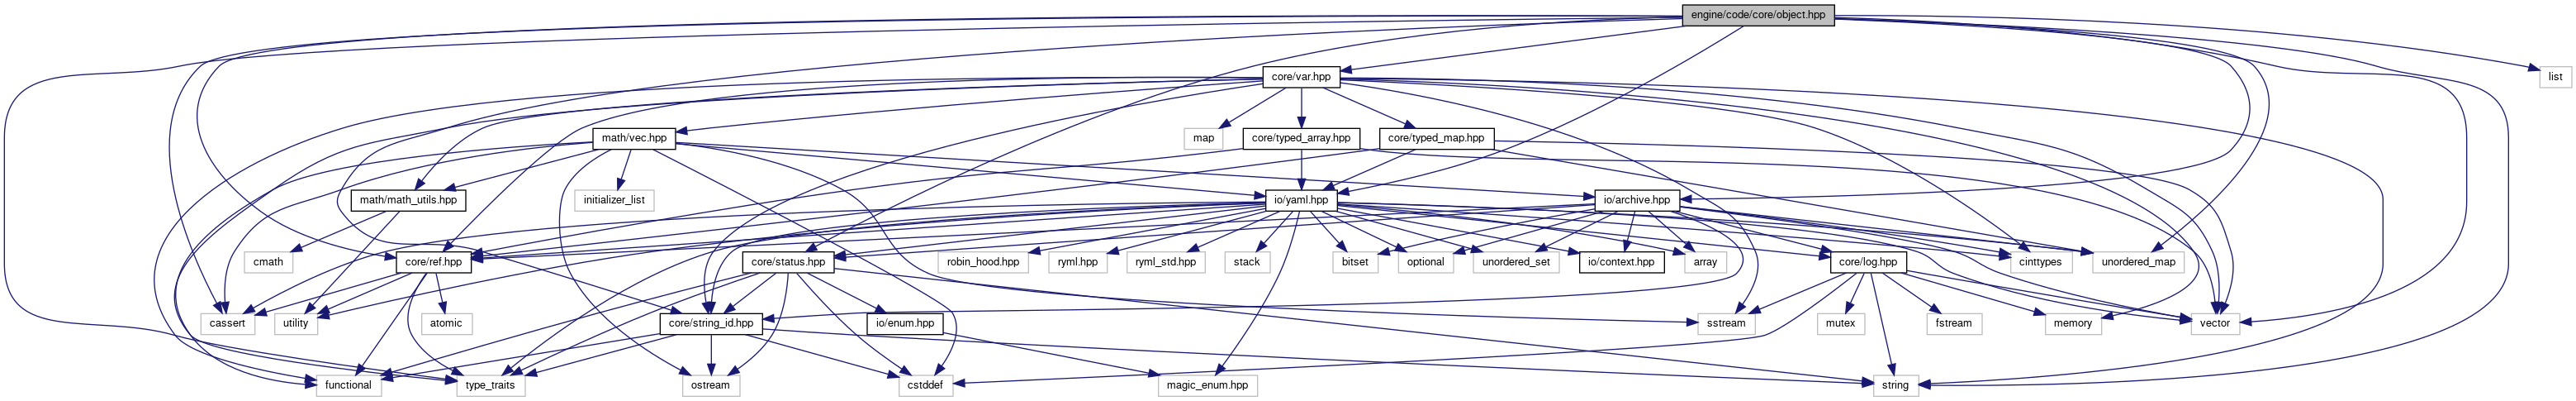 engine/code/core/object.hpp
core/var.hpp
list
math/vec.hpp
map
core/typed_array.hpp
core/typed_map.hpp
math/math_utils.hpp
initializer_list
io/yaml.hpp
io/archive.hpp
cmath
core/ref.hpp
robin_hood.hpp
ryml.hpp
ryml_std.hpp
stack
core/status.hpp
bitset
optional
unordered_set
io/context.hpp
array
core/log.hpp
cinttypes
unordered_map
cassert
utility
atomic
core/string_id.hpp
io/enum.hpp
sstream
mutex
fstream
memory
vector
functional
type_traits
ostream
cstddef
magic_enum.hpp
string